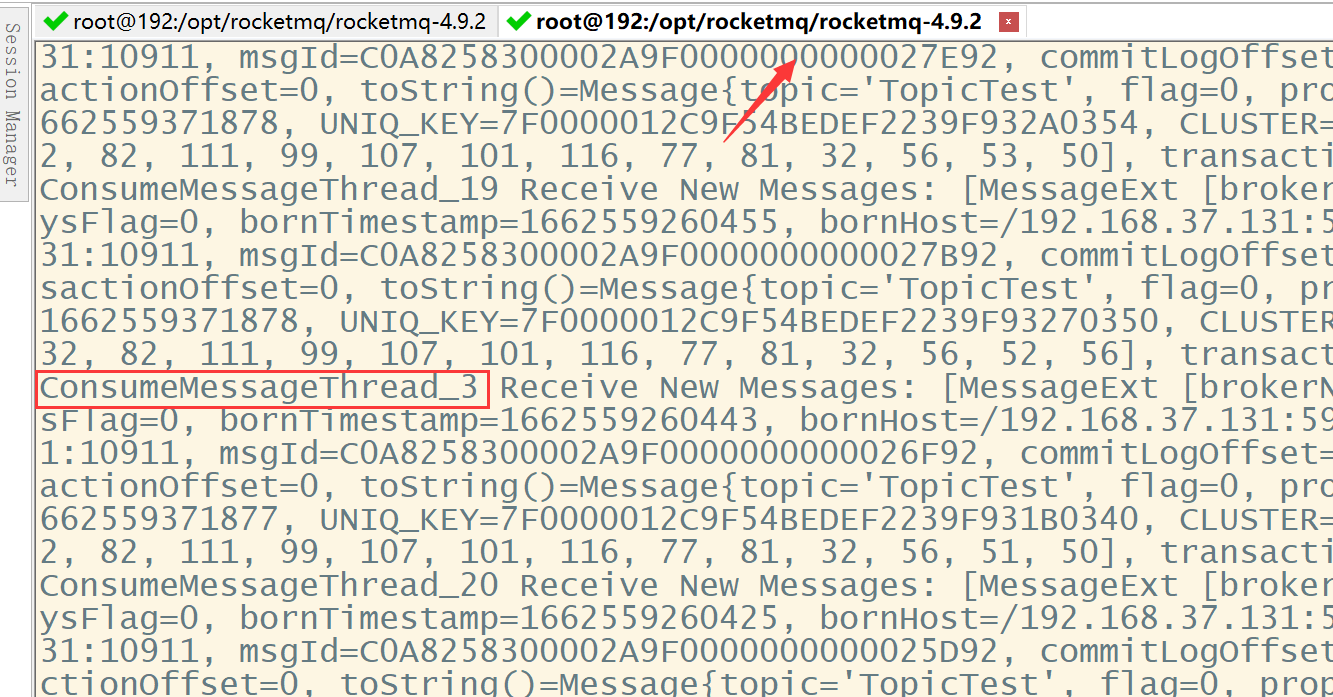 Session Manager
root@192:/opt/rocketmq/rocketmq-4.9.2
root@192:/opt/rocketmq/rocketmq-4.9.2
31:10911, msgId=C0A8258300002A9F0000000000027E92, commitLogOffset
actionOffset=0, toString()=Message{topic='TopicTest', flag=0, pro
662559371878, UNIQ_KEY=7F0000012C9F54BEDEF2239F932A0354, CLUSTER=
2, 82, 111, 99, 107, 101, 116, 77, 81, 32, 56, 53, 50], transacti
ConsumeMessageThread_19 Receive New Messages: [MessageExt [broker
ysFlag=0, bornTimestamp=1662559260455, bornHost=/192.168.37.131:5
31:10911, msgId=C0A8258300002A9F0000000000027B92, commitLogOffset
sactionOffset=0, toString()=Message{topic='TopicTest', flag=0, pr
1662559371878, UNIQ_KEY=7F0000012C9F54BEDEF2239F93270350, CLUSTER
32, 82, 111, 99, 107, 101, 116, 77, 81, 32, 56, 52, 56], transact
ConsumeMessageThread_3 Receive New Messages: [MessageExt [brokerN
sFlag=0, bornTimestamp=1662559260443, bornHost=/192.168.37.131:59
1:10911, msgId=C0A8258300002A9F0000000000026F92, commitLogOffset=
actionOffset=0, toString()=Message{topic='TopicTest', flag=0, pro
662559371877, UNIQ_KEY=7F0000012C9F54BEDEF2239F931B0340, CLUSTER=
2, 82, 111, 99, 107, 101, 116, 77, 81, 32, 56, 51, 50], transacti
ConsumeMessageThread_20 Receive New Messages: [MessageExt [broker
ysFlag=0, bornTimestamp=1662559260425, bornHost=/192.168.37.131:5
31:10911, msgId=C0A8258300002A9F0000000000025D92, commitLogOffset
ctionOffset=0, toString()=Message{topic='TopicTest', flag=0, prop